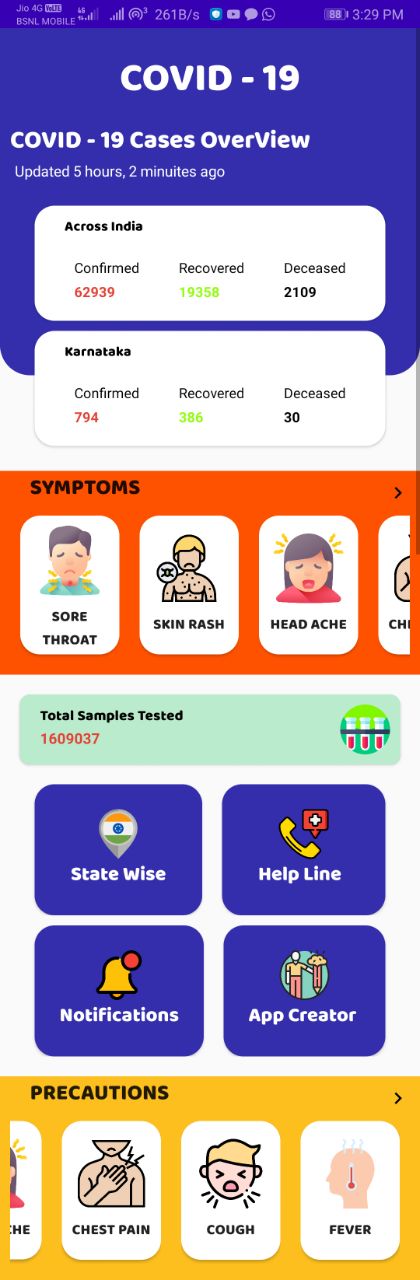 Jio 4G VoLTE
BSNL MOBILE
4G
3
261B/s
88
3:29 PM
COVID - 19
COVID - 19 Cases OverView
Updated 5 hours, 2 minuites ago
Across India
Confirmed Recovered Deceased
62939 19358 2109
Karnataka
Confirmed Recovered Deceased
794 386 30
SYMPTOMS
SORE
THROAT
SKIN RASH
HEAD ACHE
CHE
Total Samples Tested
1609037
State Wise
Help Line
Notifications
App Creator
PRECAUTIONS
CHE
CHEST PAIN
COUGH
FEVER